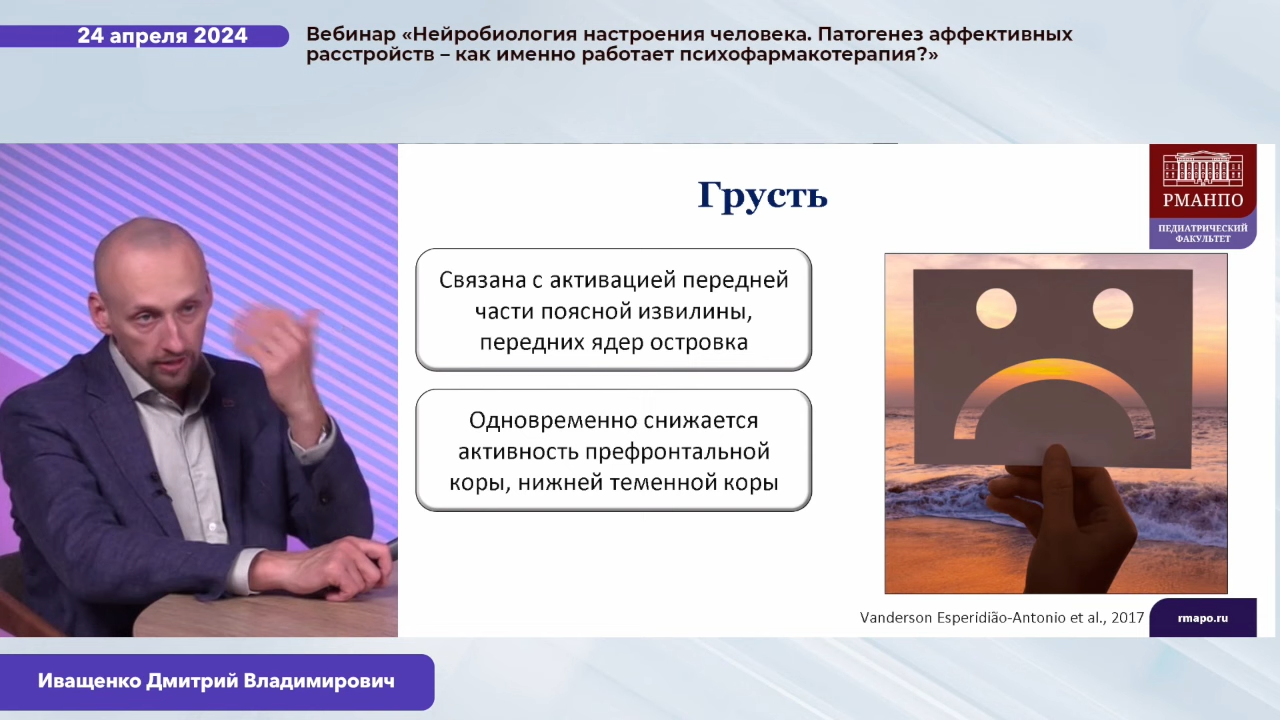 24 апреля 2024
Вебинар «Нейробиология настроения человека. Патогенез аффективных
расстройств – как именно работает психофармакотерапия?»
Грусть
РМАНПО
ПЕДИАТРИЧЕСКИЙ
ФАКУЛЬТЕТ
Связана с активацией передней
части поясной извилины,
передних ядер островка
Одновременно снижается
активность префронтальной
коры, нижней теменной коры
Vanderson Esperidião-Antonio et al., 2017
rmapo.ru
Иващенко Дмитрий Владимирович